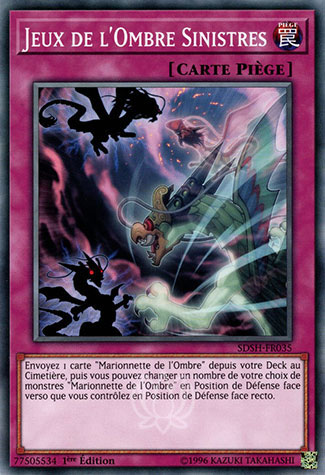 Jeux de l'Ombre Sinistres
PIÈGE
罠
[Carte Piège]
SDSH-FR035
Envoyez 1 carte "Marionnette de l'Ombre" depuis votre Deck au
Cimetière, puis vous pouvez changer un nombre de votre choix de
monstres "Marionnette de l'Ombre" en Position de Défense face
verso que vous contrôlez en Position de Défense face recto.
77505534 1ère Édition ©1996 KAZUKI TAKAHASHI